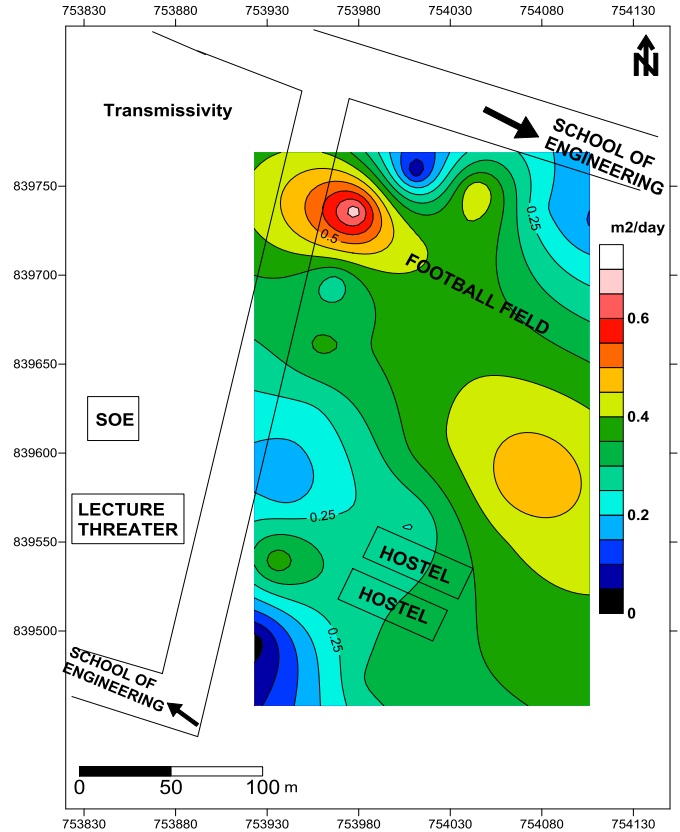 753830 753880 753930 753980 754030 754080 754130
N
Transmissivity
SCHOOL OF
ENGINEERING
839750
0.25
m2/day
0.5
FOOTBALL FIELD
839700
0.6
839650
SOE
0.4
839600
LECTURE
THREATER
0.25
0.2
839550
HOSTEL
HOSTEL
0
839500
0.25
SCHOOL OF
ENGINEERING
0 50 100 m
753830 753880 753930 753980 754030 754080 754130